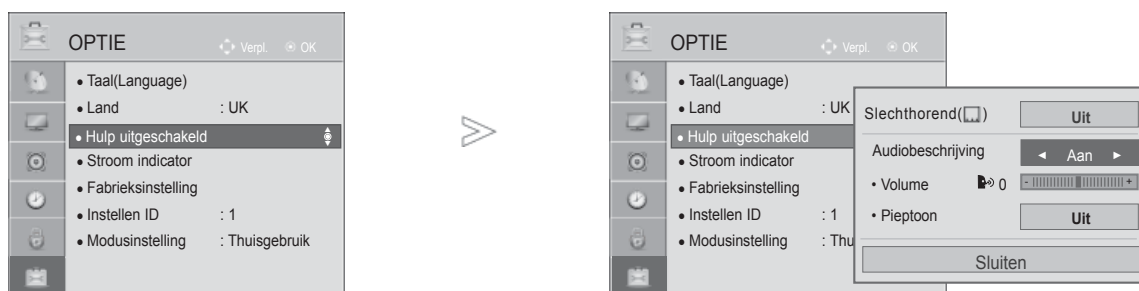 OPTIE Verpl. OK
• Taal(Language)
• Land : UK
• Hulp uitgeschakeld
• Stroom indicator
• Fabrieksinstelling
• Instellen ID : 1
• Modusinstelling : Thuisgebruik
OPTIE Verpl. OK
• Taal(Language)
• Land : UK
• Hulp uitgeschakeld
• Stroom indicator
• Fabrieksinstelling
• Instellen ID : 1
• Modusinstelling : Thu
Slechthorend( ) Uit
Audiobeschrijving ◄ Aan ►
• Volume 0 - +
• Pieptoon Uit
Sluiten